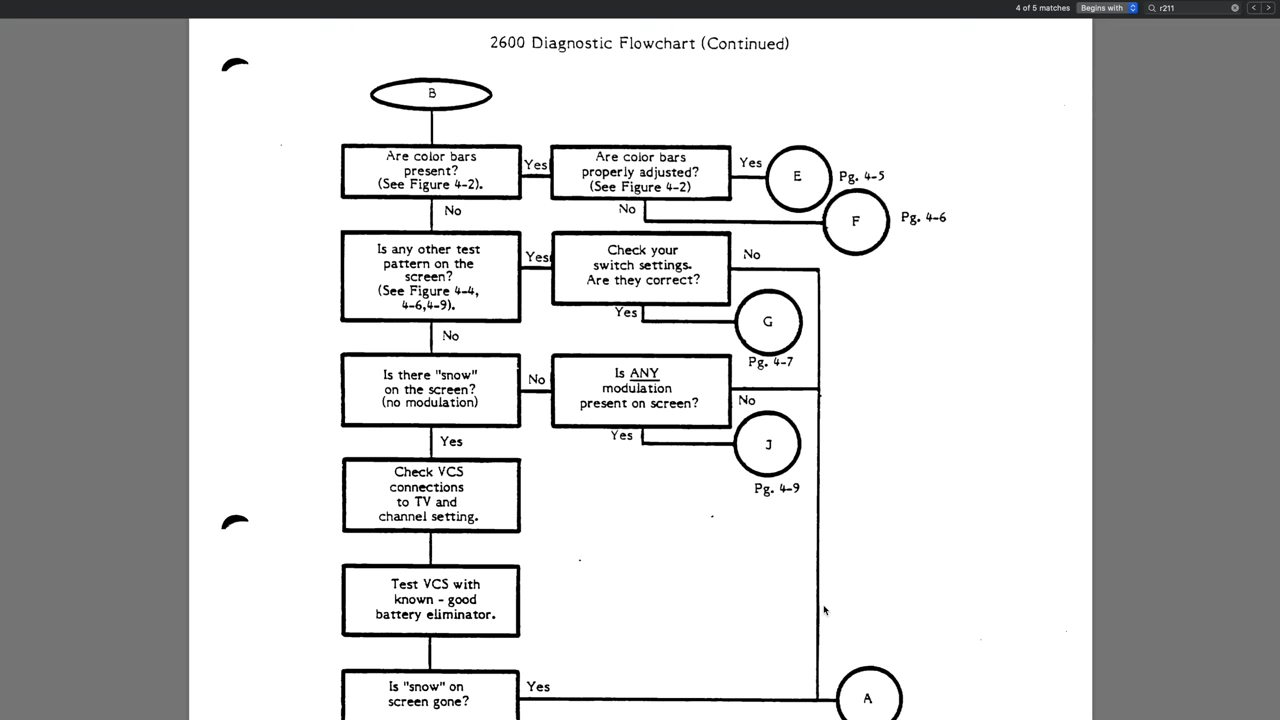 4 of 5 matches Begins with r211
2600 Diagnostic Flowchart (Continued)
B
Are color bars
present?
(See Figure 4-2).
Yes
Are color bars
properly adjusted?
(See Figure 4-2)
Yes
E
Pg. 4-5
No
No
F
Pg. 4-6
Is any other test
pattern on the
screen?
(See Figure 4-4,
4-6,4-9).
Yes
Check your
switch settings.
Are they correct?
No
Yes
G
Pg. 4-7
No
Is there "snow"
on the screen?
(no modulation)
No
Is ANY
modulation
present on screen?
No
Yes
J
Pg. 4-9
Yes
Check VCS
connections
to TV and
channel setting.
Test VCS with
known - good
battery eliminator.
Is "snow" on
screen gone?
Yes
A